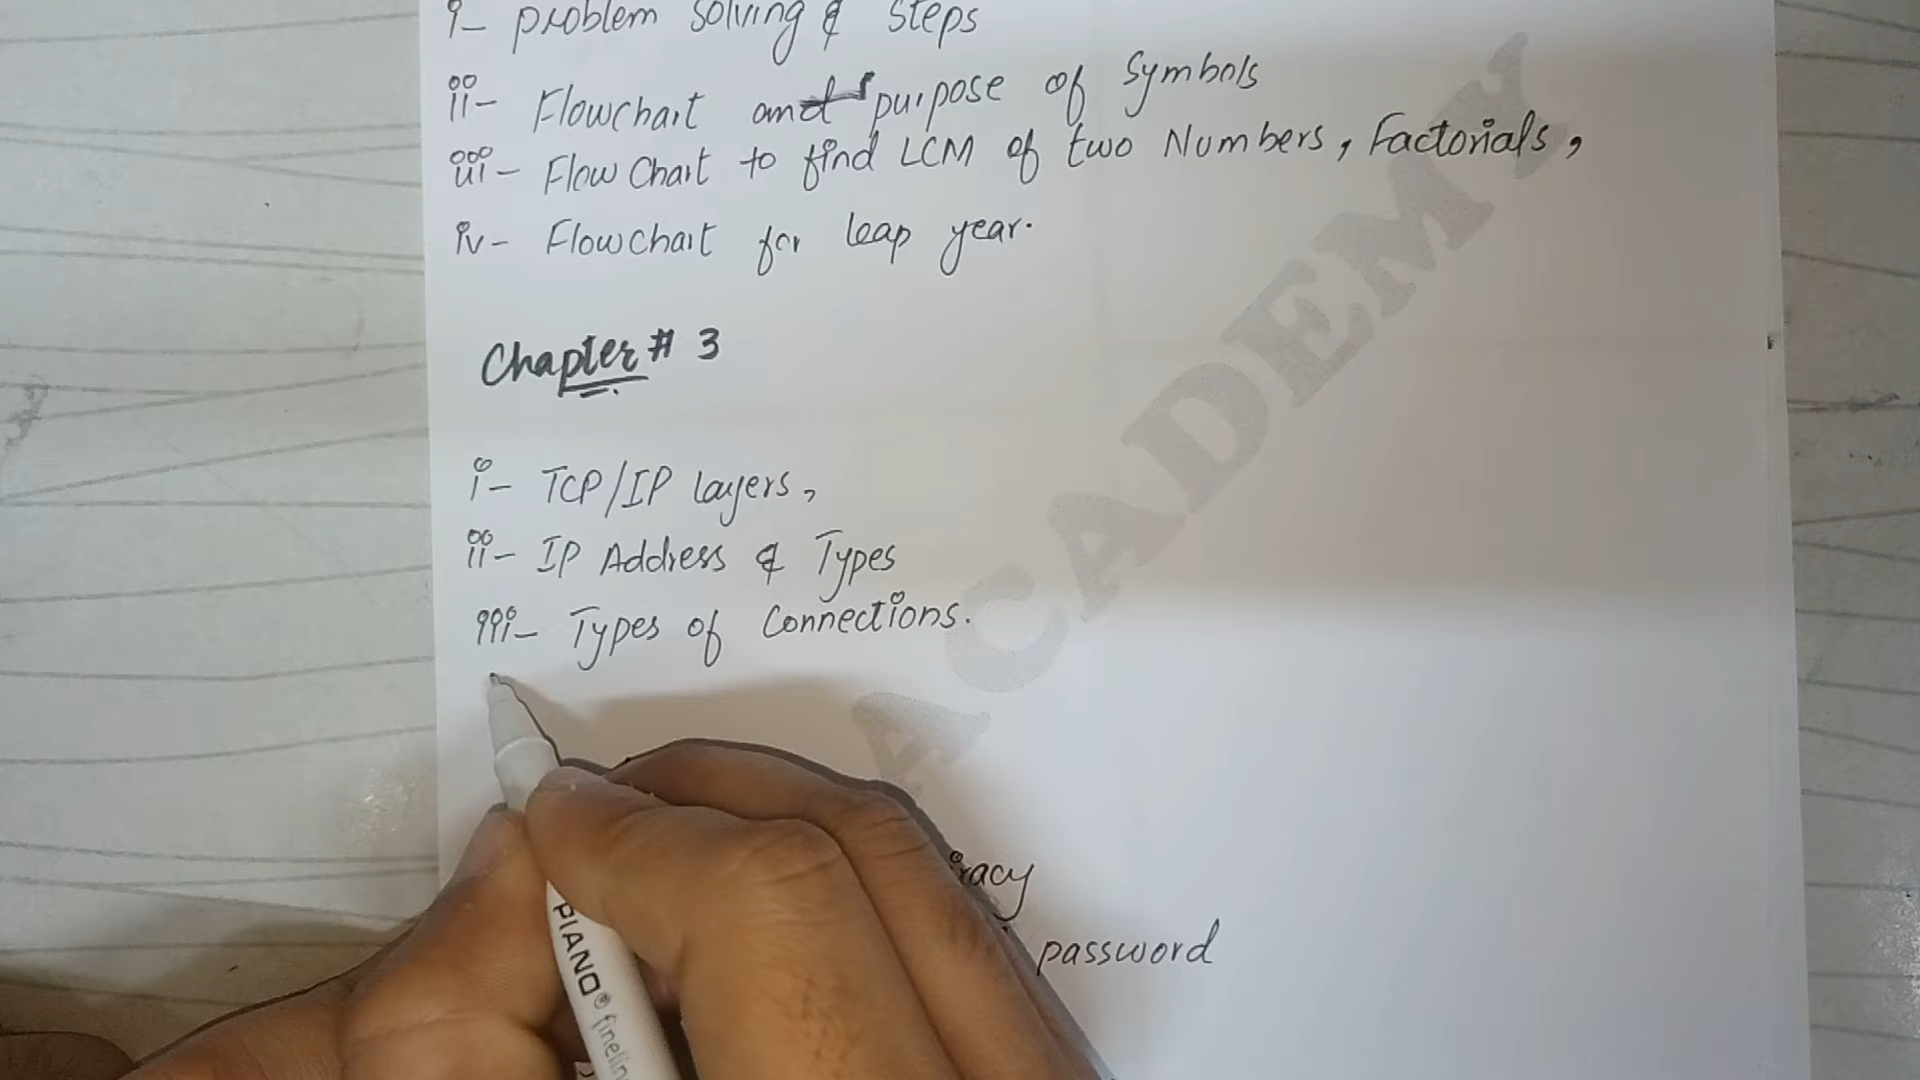 i- problem solving & steps
ii- Flowchart and purpose of Symbols
iii- Flow Chart to find LCM of two Numbers, Factorials,
iv- Flowchart for leap year.
Chapter # 3
i- TCP/IP layers,
ii- IP Address & Types
iii- Types of Connections.
iracy
password
ACADEMY
PIANO® finelin